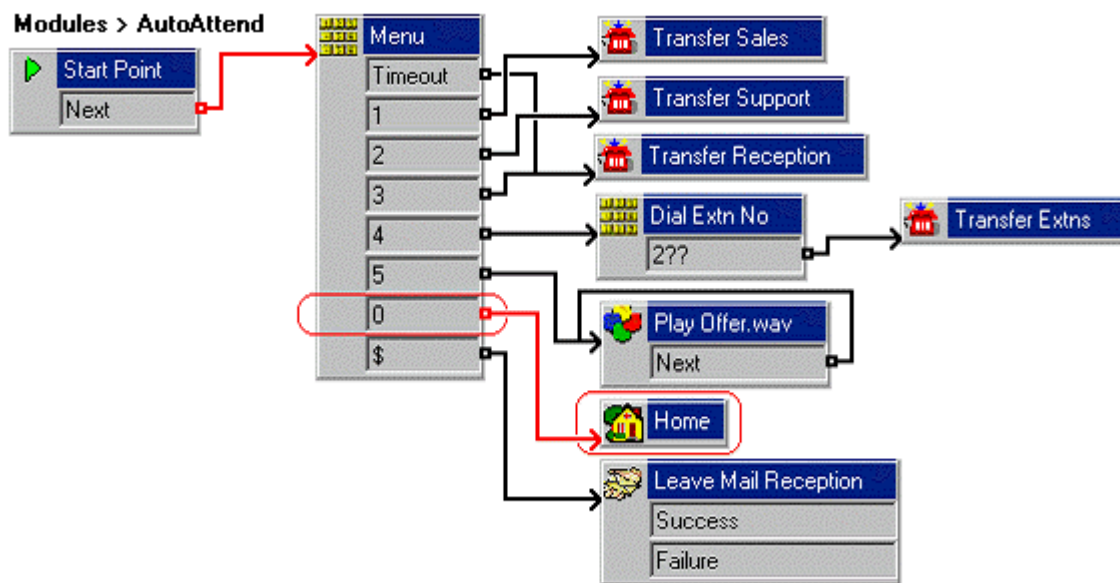 Modules > AutoAttend
Start Point
Next
Menu
Timeout
1
2
3
4
5
0
$
Transfer Sales
Transfer Support
Transfer Reception
Dial Extn No
2??
Transfer Extns
Play Offer.wav
Next
Home
Leave Mail Reception
Success
Failure